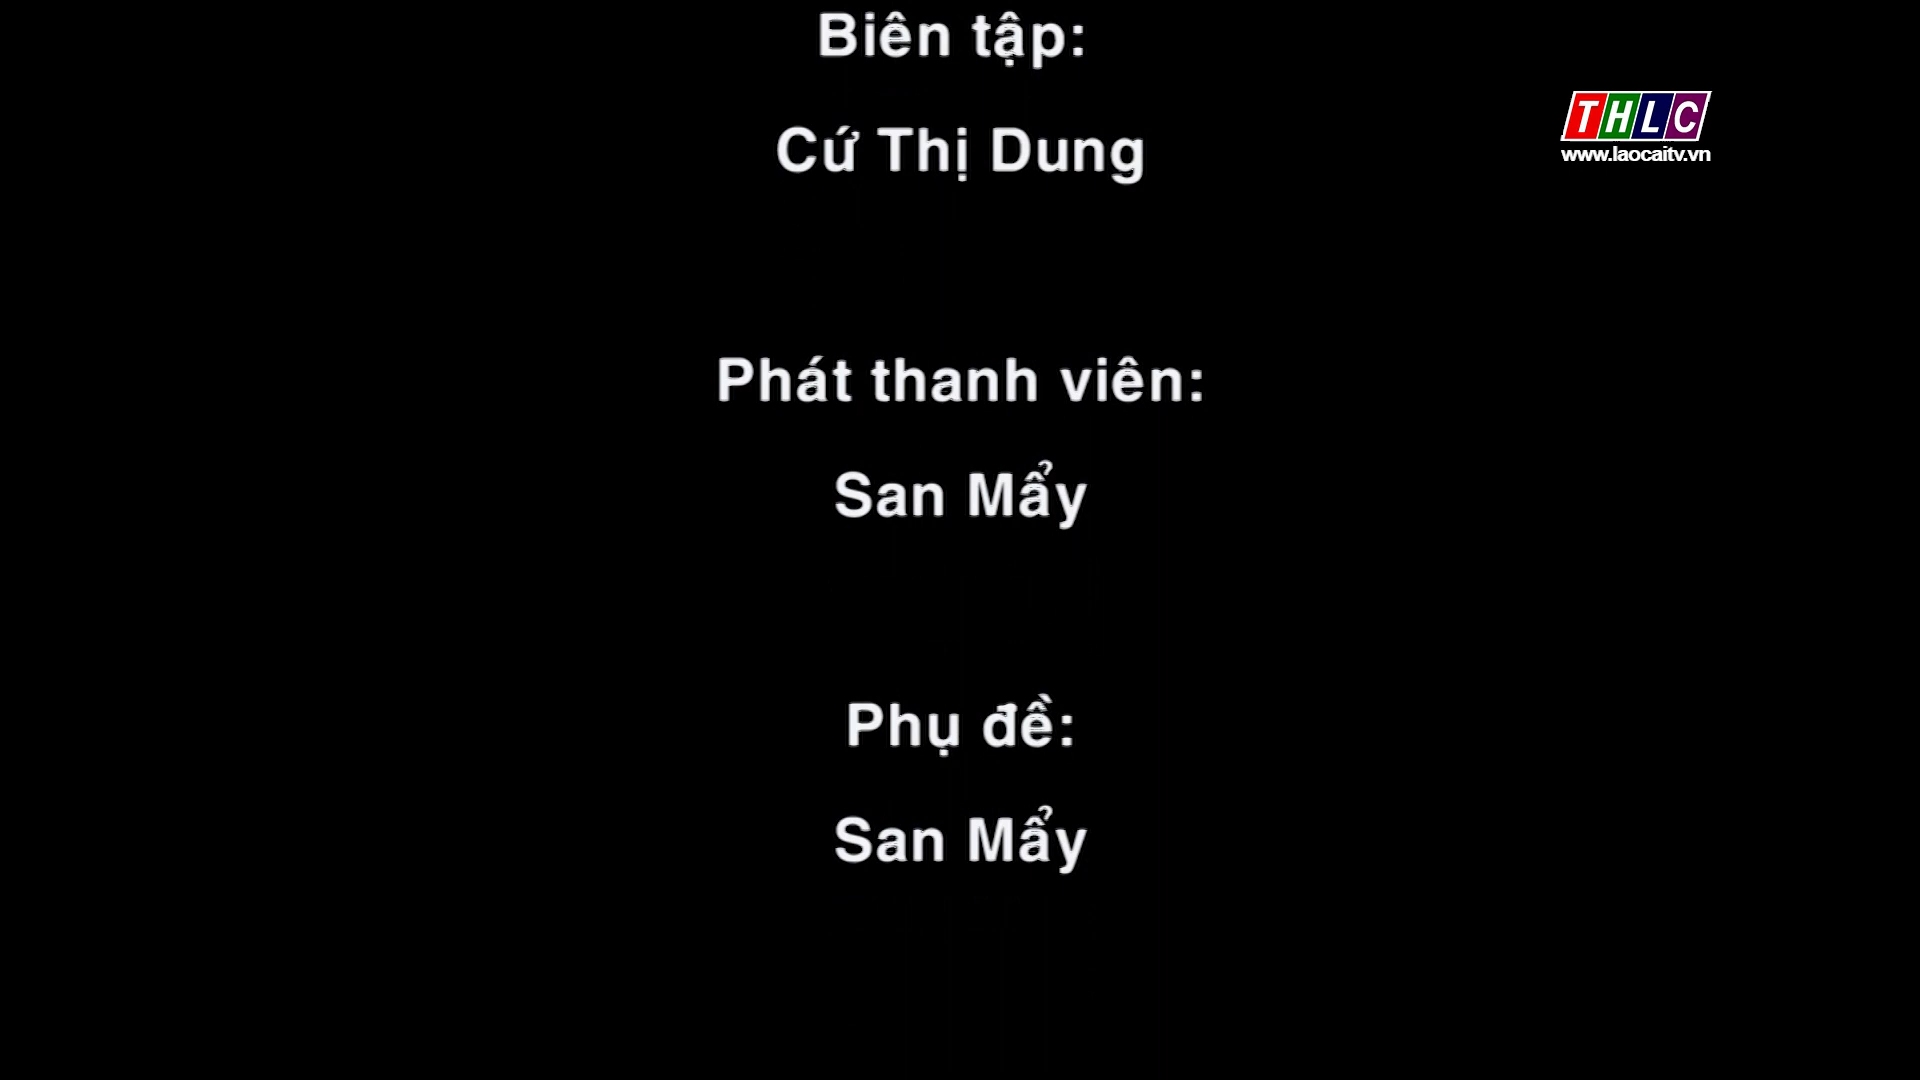 Biên tập:
THLC
www.laocaitv.vn
Cứ Thị Dung
Phát thanh viên:
San Mẩy
Phụ đề:
San Mẩy